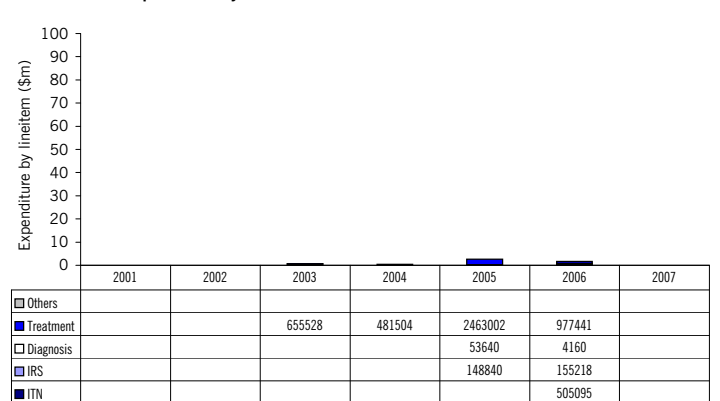 Expenditure by lineitem ($m)
100
90
80
70
60
50
40
30
20
10
0
2001 2002 2003 2004 2005 2006 2007
Others
Treatment 655528 481504 2463002 977441
Diagnosis 53640 4160
IRS 148840 155218
ITN 505095